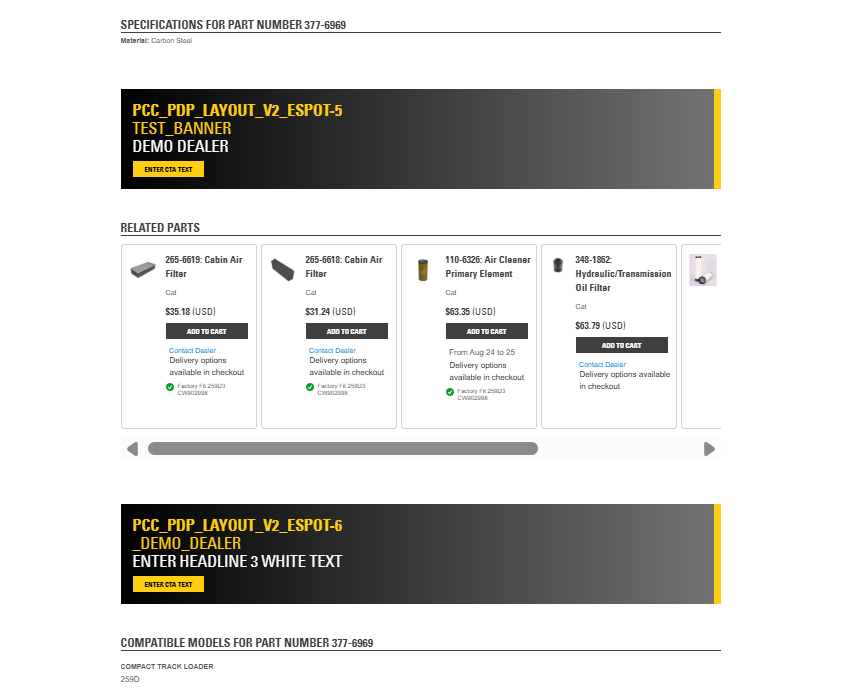 SPECIFICATIONS FOR PART NUMBER 377-6969
Material: Carbon Steel
PCC_PDP_LAYOUT_V2_ESPOT-5
TEST_BANNER
DEMO DEALER
ENTER CTA TEXT
RELATED PARTS
265-6619: Cabin Air
Filter
Cat
$35.18 (USD)
ADD TO CART
Contact Dealer
Delivery options
available in checkout
Factory Fit 259D3
CW902998
265-6618: Cabin Air
Filter
Cat
$31.24 (USD)
ADD TO CART
Contact Dealer
Delivery options
available in checkout
Factory Fit 259D3
CW902998
110-6326: Air Cleaner
Primary Element
Cat
$63.35 (USD)
ADD TO CART
From Aug 24 to 25
Delivery options
available in checkout
Factory Fit 259D3
CW902998
348-1862:
Hydraulic/Transmission
Oil Filter
Cat
$63.79 (USD)
ADD TO CART
Contact Dealer
Delivery options available
in checkout
PCC_PDP_LAYOUT_V2_ESPOT-6
_DEMO_DEALER
ENTER HEADLINE 3 WHITE TEXT
ENTER CTA TEXT
COMPATIBLE MODELS FOR PART NUMBER 377-6969
COMPACT TRACK LOADER
259D